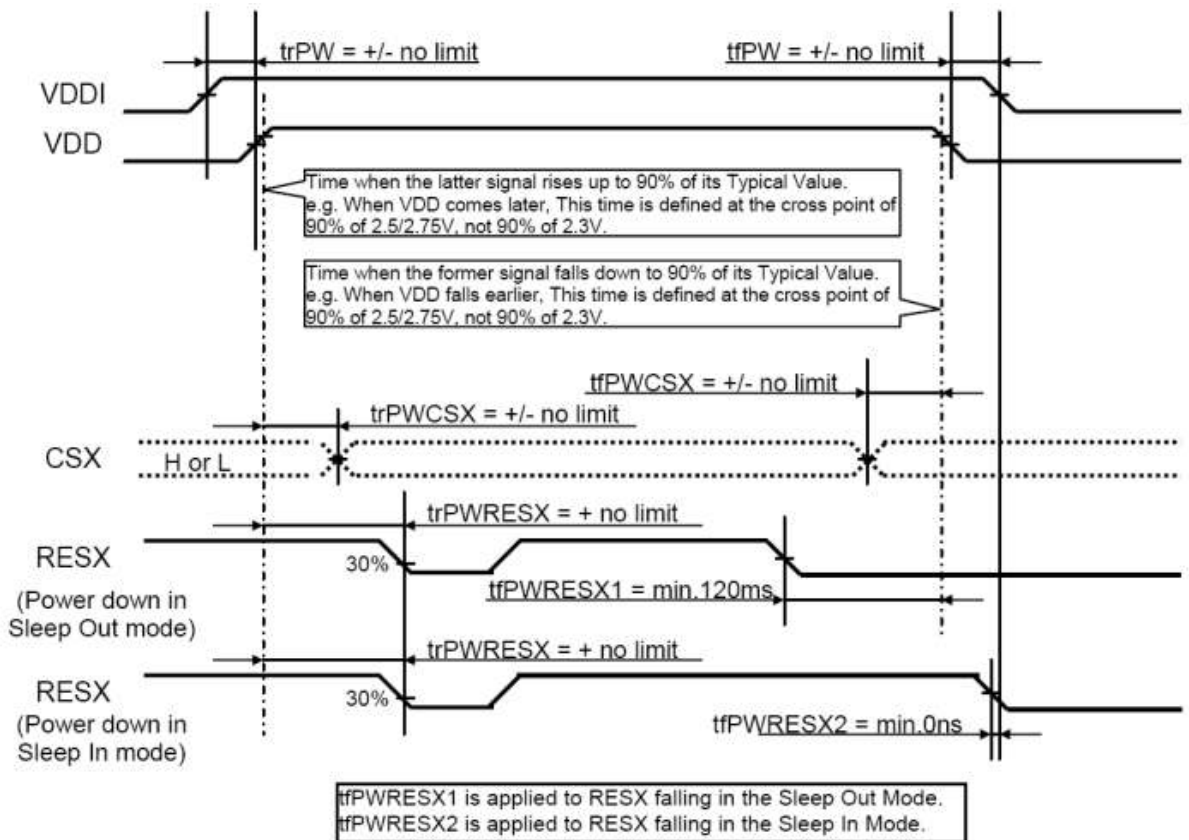 trPW = +/- no limit
tfPW = +/- no limit
VDDI
VDD
Time when the latter signal rises up to 90% of its Typical Value.
e.g. When VDD comes later, This time is defined at the cross point of
90% of 2.5/2.75V, not 90% of 2.3V.
Time when the former signal falls down to 90% of its Typical Value.
e.g. When VDD falls earlier, This time is defined at the cross point of
90% of 2.5/2.75V, not 90% of 2.3V.
tfPWCSX = +/- no limit
trPWCSX = +/- no limit
CSX
H or L
trPWRESX = + no limit
RESX
30%
(Power down in
Sleep Out mode)
tfPWRESX1 = min.120ms
trPWRESX = + no limit
RESX
30%
(Power down in
Sleep In mode)
tfPWRESX2 = min.0ns
tfPWRESX1 is applied to RESX falling in the Sleep Out Mode.
tfPWRESX2 is applied to RESX falling in the Sleep In Mode.